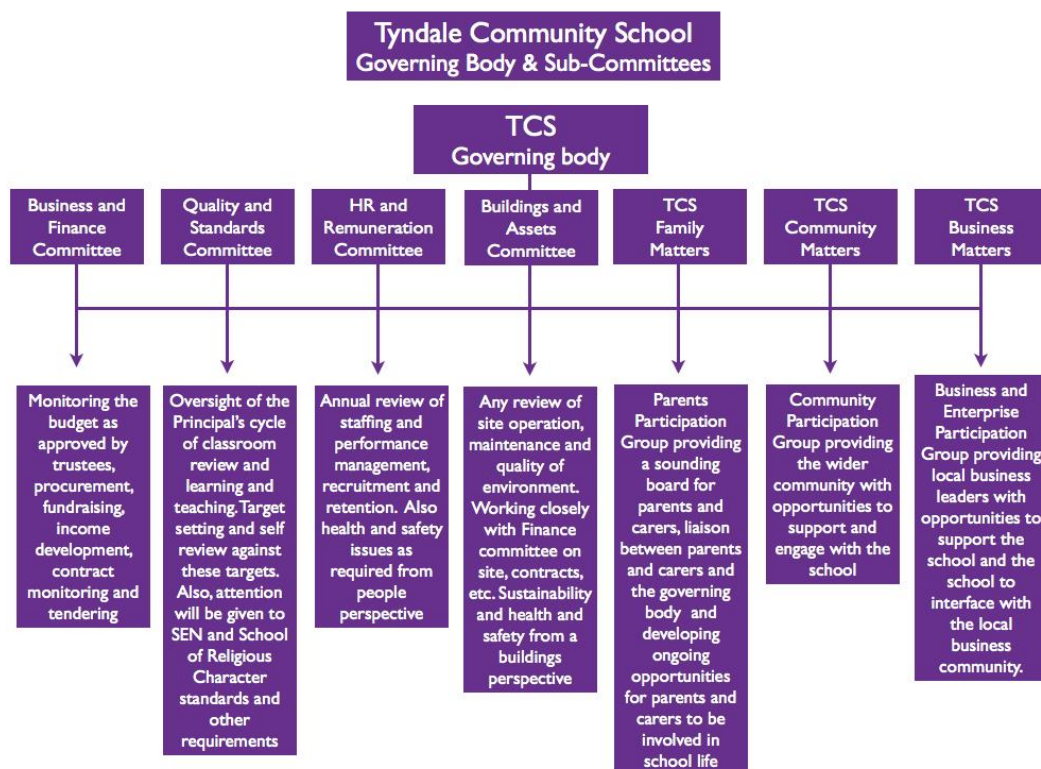 Tyndale Community School
Governing Body & Sub-Committees
TCS
Governing body
Business and
Finance
Committee
Quality and
Standards
Committee
HR and
Remuneration
Committee
Buildings and
Assets
Committee
TCS
Family
Matters
TCS
Community
Matters
TCS
Business
Matters
Monitoring the
budget as
approved by
trustees,
procurement,
fundraising,
income
development,
contract
monitoring and
tendering
Oversight of the
Principal's cycle
of classroom
review and
learning and
teaching. Target
setting and self
review against
these targets.
Also, attention
will be given to
SEN and School
of Religious
Character
standards and
other
requirements
Annual review of
staffing and
performance
management,
recruitment and
retention. Also
health and safety
issues as
required from
people
perspective
Any review of
site operation,
maintenance and
quality of
environment.
Working closely
with Finance
committee on
site, contracts,
etc. Sustainability
and health and
safety from a
buildings
perspective
Parents
Participation
Group providing
a sounding
board for
parents and
carers, liaison
between parents
and carers and
the governing
body and
developing
ongoing
opportunities
for parents and
carers to be
involved in
school life
Community
Participation
Group providing
the wider
community with
opportunities to
support and
engage with the
school
Business and
Enterprise
Participation
Group providing
local business
leaders with
opportunities to
support the
school and the
school to
interface with
the local
business
community.